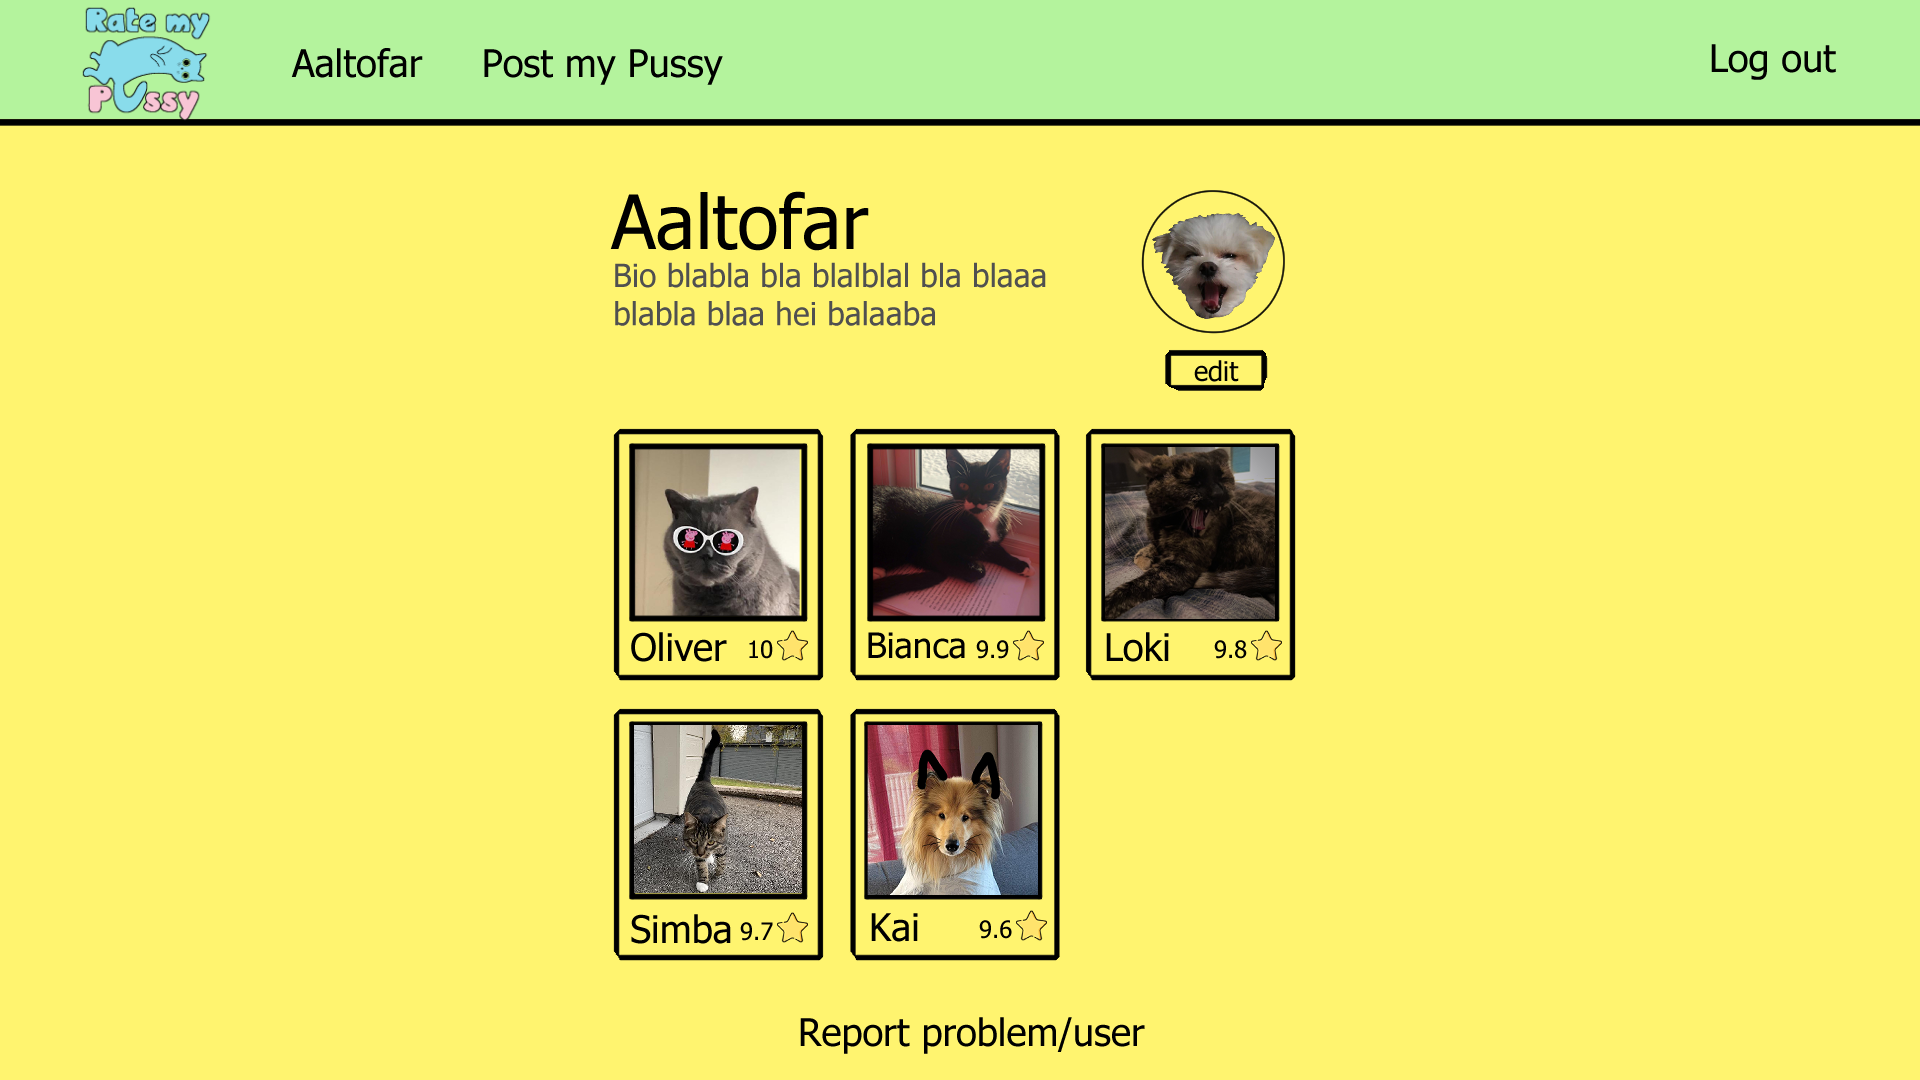 Rate my
Pussy
Aaltofar
Post my Pussy
Log out
Aaltofar
Bio blabla bla blalblal bla blaaa
blabla blaa hei balaaba
edit
Oliver 10
Bianca 9.9
Loki 9.8
Simba 9.7
Kai 9.6
Report problem/user